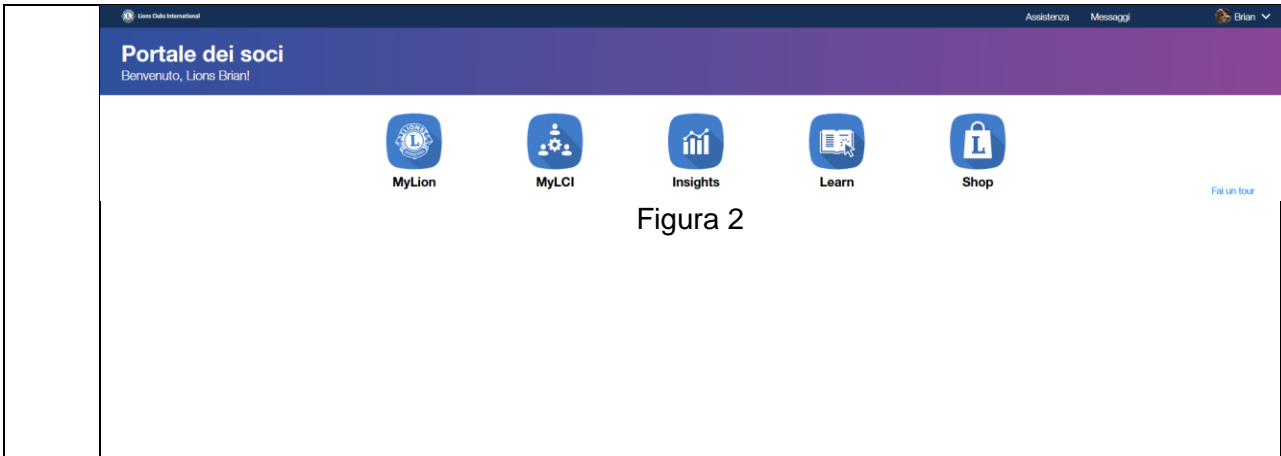 Lions Clubs International
Assistenza Messaggi Brian
Portale dei soci
Benvenuto, Lions Brian!
LIONS L
L
MyLion MyLCI Insights Learn Shop
Fai un tour
Figura 2